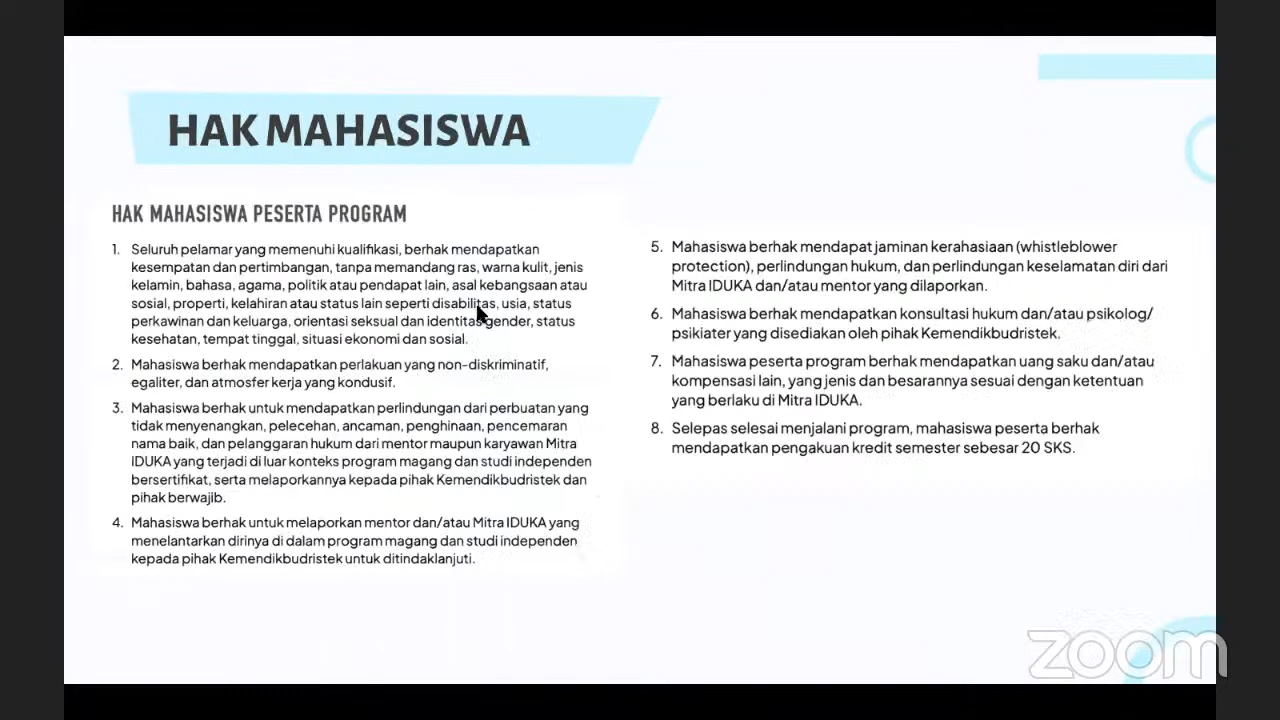 HAK MAHASISWA
HAK MAHASISWA PESERTA PROGRAM
1. Seluruh pelamar yang memenuhi kualifikasi, berhak mendapatkan
kesempatan dan pertimbangan, tanpa memandang ras, warna kulit, jenis
kelamin, bahasa, agama, politik atau pendapat lain, asal kebangsaan atau
sosial, properti, kelahiran atau status lain seperti disabilitas, usia, status
perkawinan dan keluarga, orientasi seksual dan identitas gender, status
kesehatan, tempat tinggal, situasi ekonomi dan sosial.
2. Mahasiswa berhak mendapatkan perlakuan yang non-diskriminatif,
egaliter, dan atmosfer kerja yang kondusif.
3. Mahasiswa berhak untuk mendapatkan perlindungan dari perbuatan yang
tidak menyenangkan, pelecehan, ancaman, penghinaan, pencemaran
nama baik, dan pelanggaran hukum dari mentor maupun karyawan Mitra
IDUKA yang terjadi di luar konteks program magang dan studi independen
bersertifikat, serta melaporkannya kepada pihak Kemendikbudristek dan
pihak berwajib.
4. Mahasiswa berhak untuk melaporkan mentor dan/atau Mitra IDUKA yang
menelantarkan dirinya di dalam program magang dan studi independen
kepada pihak Kemendikbudristek untuk ditindaklanjuti.
5. Mahasiswa berhak mendapat jaminan kerahasiaan (whistleblower
protection), perlindungan hukum, dan perlindungan keselamatan diri dari
Mitra IDUKA dan/atau mentor yang dilaporkan.
6. Mahasiswa berhak mendapatkan konsultasi hukum dan/atau psikolog/
psikiater yang disediakan oleh pihak Kemendikbudristek.
7. Mahasiswa peserta program berhak mendapatkan uang saku dan/atau
kompensasi lain, yang jenis dan besarannya sesuai dengan ketentuan
yang berlaku di Mitra IDUKA.
8. Selepas selesai menjalani program, mahasiswa peserta berhak
mendapatkan pengakuan kredit semester sebesar 20 SKS.
zoom